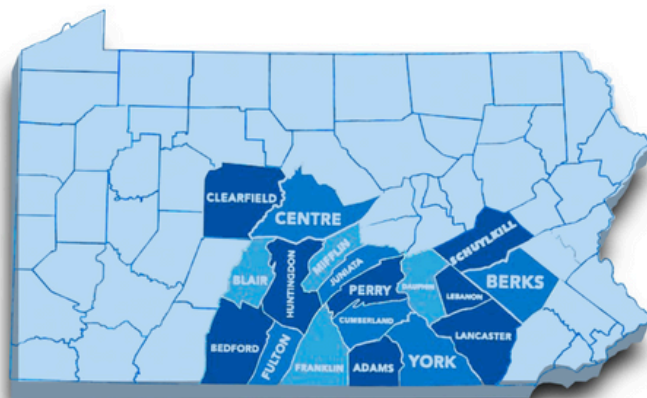 CLEARFIELD
CENTRE
SCHUYLKILL
MIFFLIN
BLAIR
HUNTINGDON
JUNIATA
PERRY
DAUPHIN
LEBANON
BERKS
CUMBERLAND
LANCASTER
BEDFORD
FULTON
FRANKLIN
ADAMS
YORK